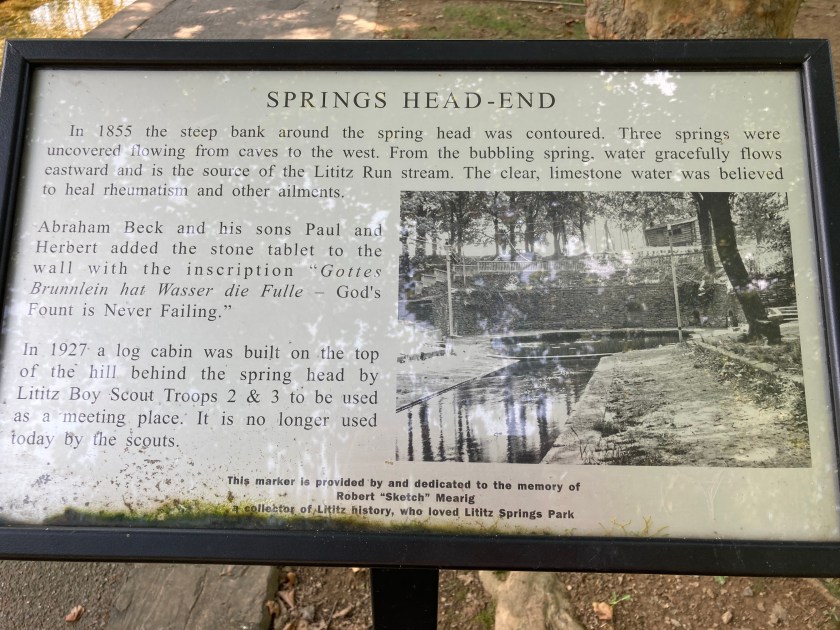 SPRINGS HEAD-END
In 1855 the steep bank around the spring head was contoured. Three springs were
uncovered flowing from caves to the west. From the bubbling spring, water gracefully flows
eastward and is the source of the Lititz Run stream. The clear, limestone water was believed
to heal rheumatism and other ailments.
Abraham Beck and his sons Paul and
Herbert added the stone tablet to the
wall with the inscription “Gottes
Brunnlein hat Wasser die Fulle – God's
Fount is Never Failing.”
In 1927 a log cabin was built on the top
of the hill behind the spring head by
Lititz Boy Scout Troops 2 & 3 to be used
as a meeting place. It is no longer used
today by the scouts.
This marker is provided by and dedicated to the memory of
Robert “Sketch” Mearig
a collector of Lititz history, who loved Lititz Springs Park